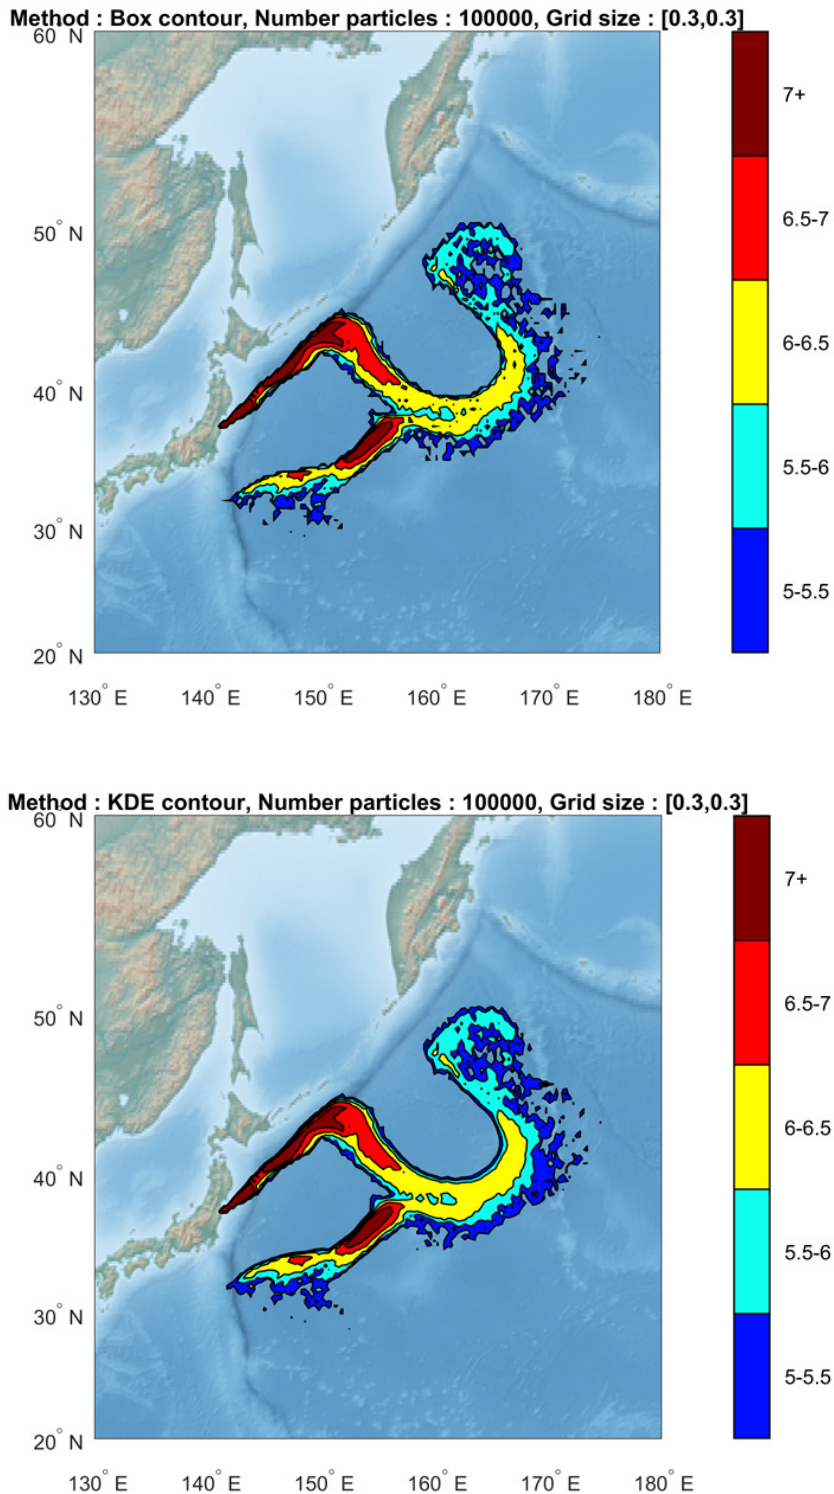 Method : Box contour, Number particles : 100000, Grid size : [0.3,0.3]
60° N
50° N
40° N
30° N
20° N
130° E 140° E 150° E 160° E 170° E 180° E
7+
6.5-7
6-6.5
5.5-6
5-5.5
Method : KDE contour, Number particles : 100000, Grid size : [0.3,0.3]
60° N
50° N
40° N
30° N
20° N
130° E 140° E 150° E 160° E 170° E 180° E
7+
6.5-7
6-6.5
5.5-6
5-5.5